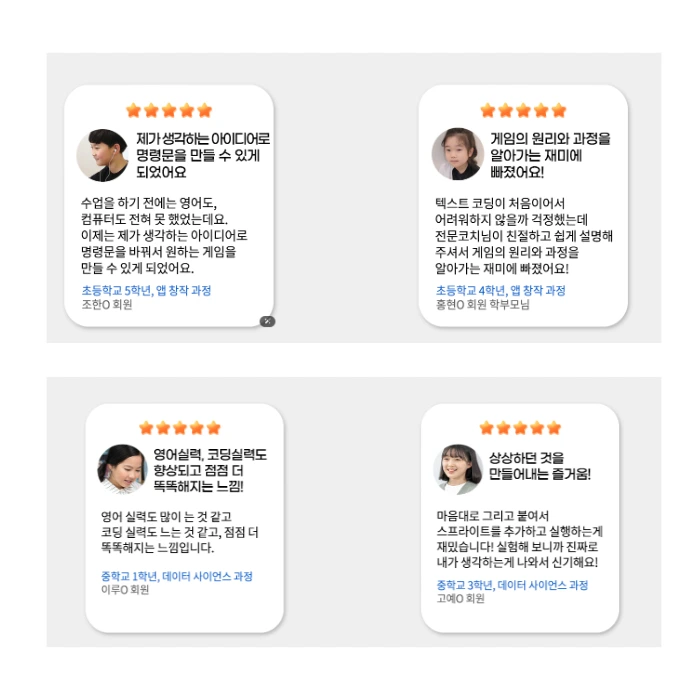 제가 생각하는 아이디어로
명령문을 만들 수 있게
되었어요
수업을 하기 전에는 영어도,
컴퓨터도 전혀 못 했었는데요.
이제는 제가 생각하는 아이디어로
명령문을 바꿔서 원하는 게임을
만들 수 있게 되었어요.
초등학교 5학년, 앱 창작 과정
조한O 회원
게임의 원리와 과정을
알아가는 재미에
빠졌어요!
텍스트 코딩이 처음이어서
어려워하지 않을까 걱정했는데
전문코치님이 친절하고 쉽게 설명해
주셔서 게임의 원리와 과정을
알아가는 재미에 빠졌어요!
초등학교 4학년, 앱 창작 과정
홍현O 회원 학부모님
영어실력, 코딩실력도
향상되고 점점 더
똑똑해지는 느낌!
영어 실력도 많이 는 것 같고
코딩 실력도 느는 것 같고, 점점 더
똑똑해지는 느낌입니다.
중학교 1학년, 데이터 사이언스 과정
이루O 회원
상상하던 것을
만들어내는 즐거움!
마음대로 그리고 붙여서
스프라이트를 추가하고 실행하는게
재밌습니다! 실험해 보니까 진짜로
내가 생각하는게 나와서 신기해요!
중학교 3학년, 데이터 사이언스 과정
고예O 회원